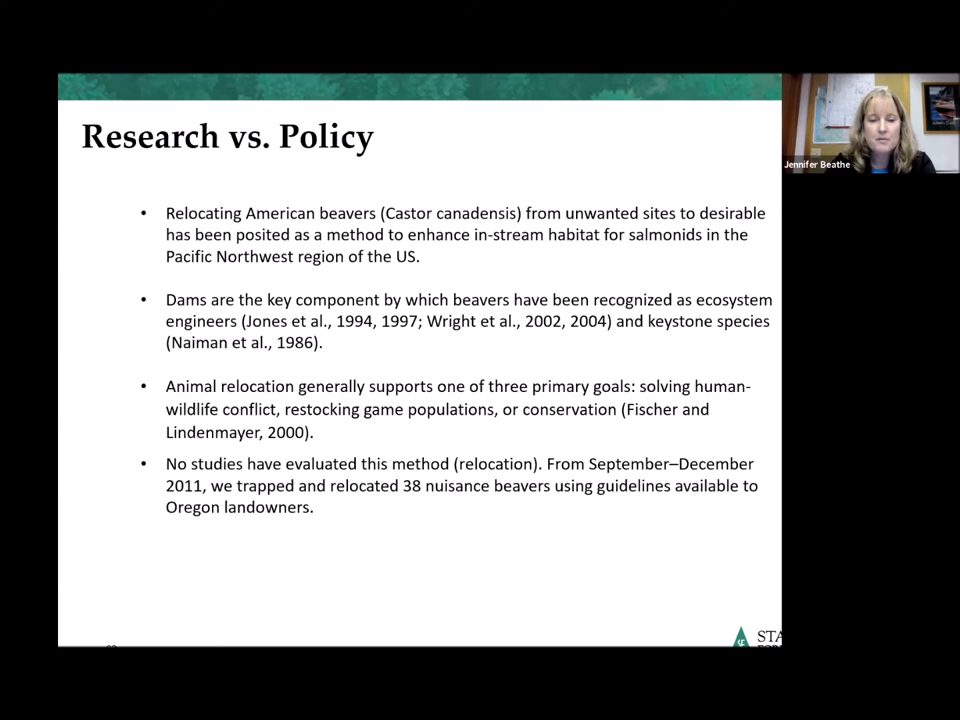 Research vs. Policy
• Relocating American beavers (Castor canadensis) from unwanted sites to desirable
has been posited as a method to enhance in-stream habitat for salmonids in the
Pacific Northwest region of the US.
• Dams are the key component by which beavers have been recognized as ecosystem
engineers (Jones et al., 1994, 1997; Wright et al., 2002, 2004) and keystone species
(Naiman et al., 1986).
• Animal relocation generally supports one of three primary goals: solving human-
wildlife conflict, restocking game populations, or conservation (Fischer and
Lindenmayer, 2000).
• No studies have evaluated this method (relocation). From September–December
2011, we trapped and relocated 38 nuisance beavers using guidelines available to
Oregon landowners.
STA
Jennifer Beathe